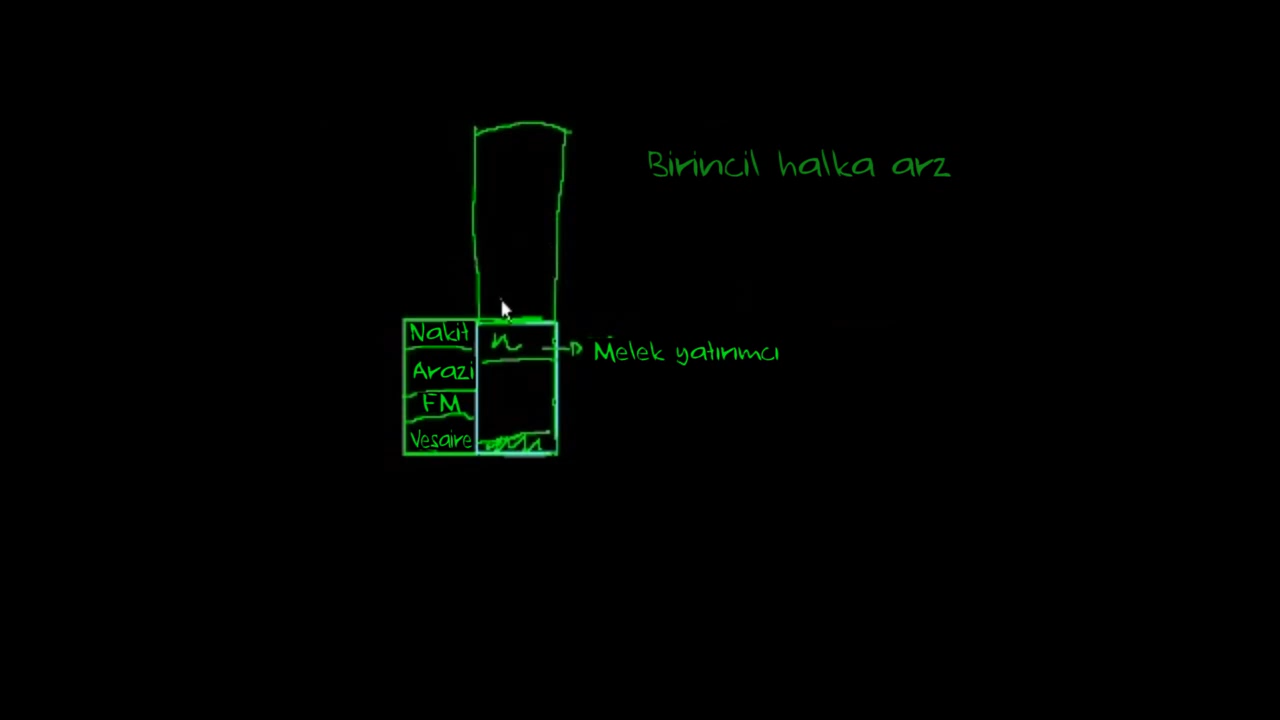 Birincil halka arz
Nakit
Melek yatırımcı
Arazi
FM
Vesaire